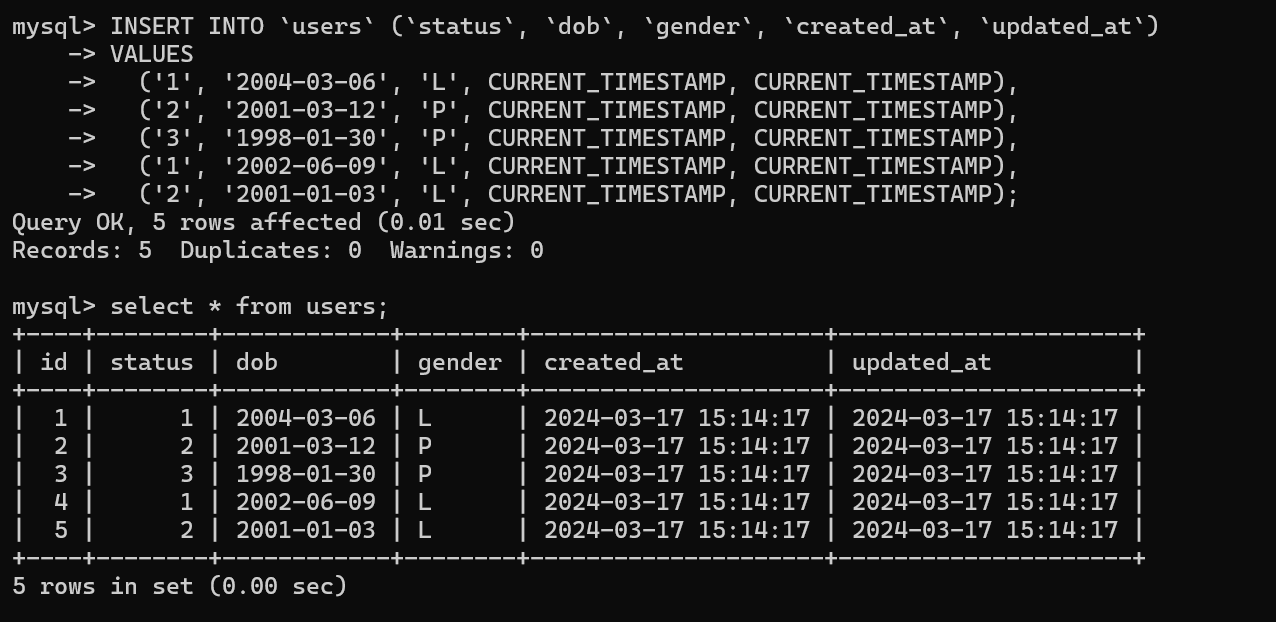 mysql> INSERT INTO `users` (`status`, `dob`, `gender`, `created_at`, `updated_at`)
    -> VALUES
    ->   ('1', '2004-03-06', 'L', CURRENT_TIMESTAMP, CURRENT_TIMESTAMP),
    ->   ('2', '2001-03-12', 'P', CURRENT_TIMESTAMP, CURRENT_TIMESTAMP),
    ->   ('3', '1998-01-30', 'P', CURRENT_TIMESTAMP, CURRENT_TIMESTAMP),
    ->   ('1', '2002-06-09', 'L', CURRENT_TIMESTAMP, CURRENT_TIMESTAMP),
    ->   ('2', '2001-01-03', 'L', CURRENT_TIMESTAMP, CURRENT_TIMESTAMP);
Query OK, 5 rows affected (0.01 sec)
Records: 5  Duplicates: 0  Warnings: 0

mysql> select * from users;
+----+--------+------------+--------+---------------------+---------------------+
| id | status | dob        | gender | created_at          | updated_at          |
+----+--------+------------+--------+---------------------+---------------------+
|  1 |      1 | 2004-03-06 | L      | 2024-03-17 15:14:17 | 2024-03-17 15:14:17 |
|  2 |      2 | 2001-03-12 | P      | 2024-03-17 15:14:17 | 2024-03-17 15:14:17 |
|  3 |      3 | 1998-01-30 | P      | 2024-03-17 15:14:17 | 2024-03-17 15:14:17 |
|  4 |      1 | 2002-06-09 | L      | 2024-03-17 15:14:17 | 2024-03-17 15:14:17 |
|  5 |      2 | 2001-01-03 | L      | 2024-03-17 15:14:17 | 2024-03-17 15:14:17 |
+----+--------+------------+--------+---------------------+---------------------+
5 rows in set (0.00 sec)